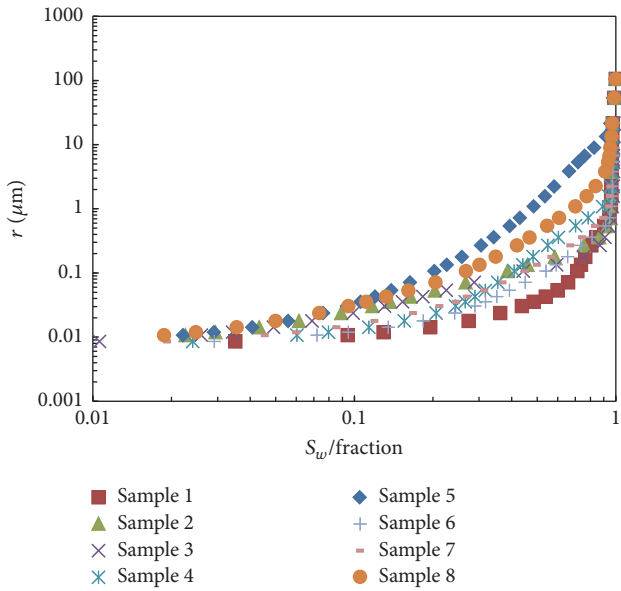 1000
100
10
1
0.1
0.01
0.001
r (μm)
0.01 0.1 1
S_w/fraction
Sample 1
Sample 2
Sample 3
Sample 4
Sample 5
Sample 6
Sample 7
Sample 8